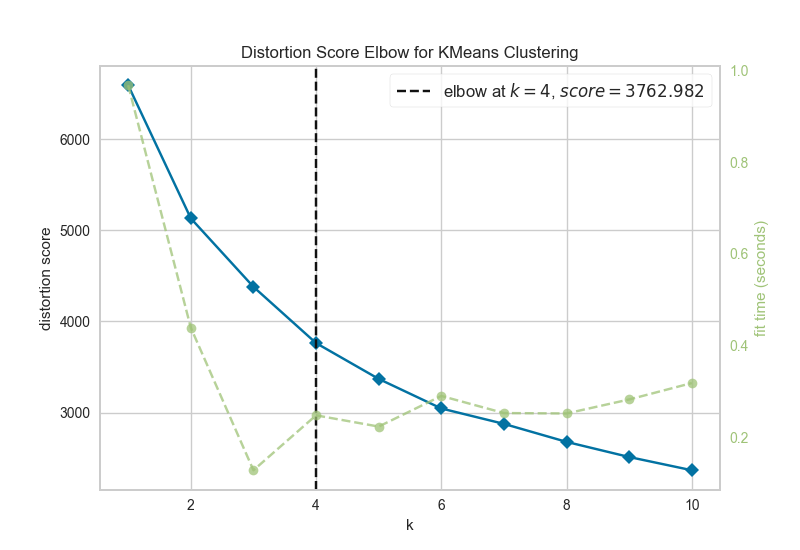 Distortion Score Elbow for KMeans Clustering
elbow at k = 4, score = 3762.982
distortion score
6000
5000
4000
3000
1.0
0.8
0.6
0.4
0.2
fit time (seconds)
2 4 6 8 10
k